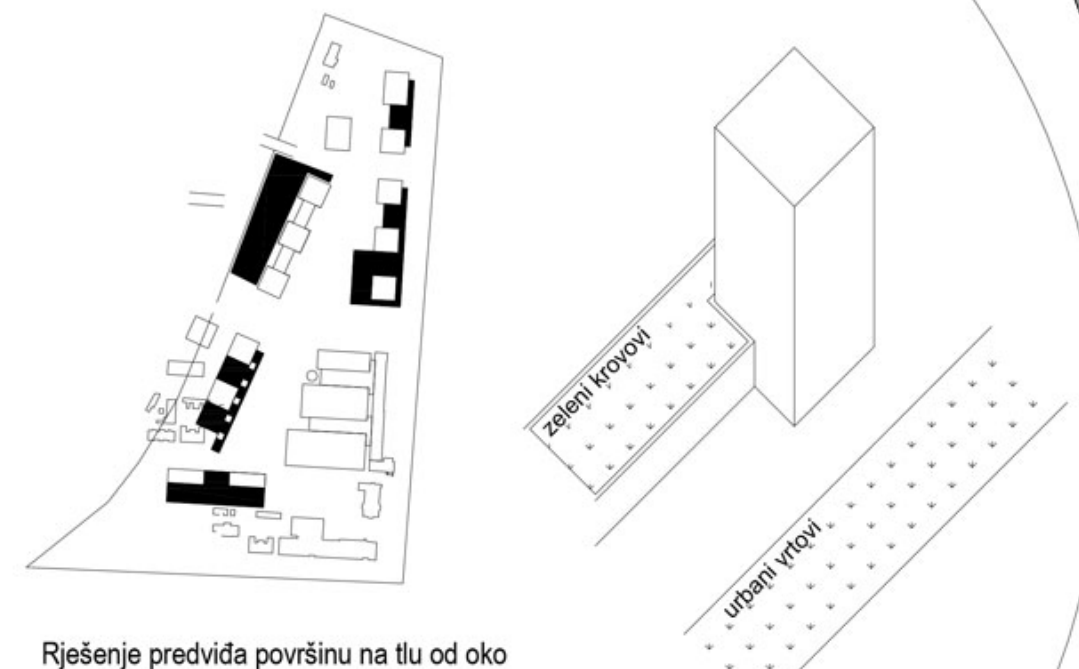 zeleni krovovi
urbani vrtovi
Rješenje predviđa površinu na tlu od oko